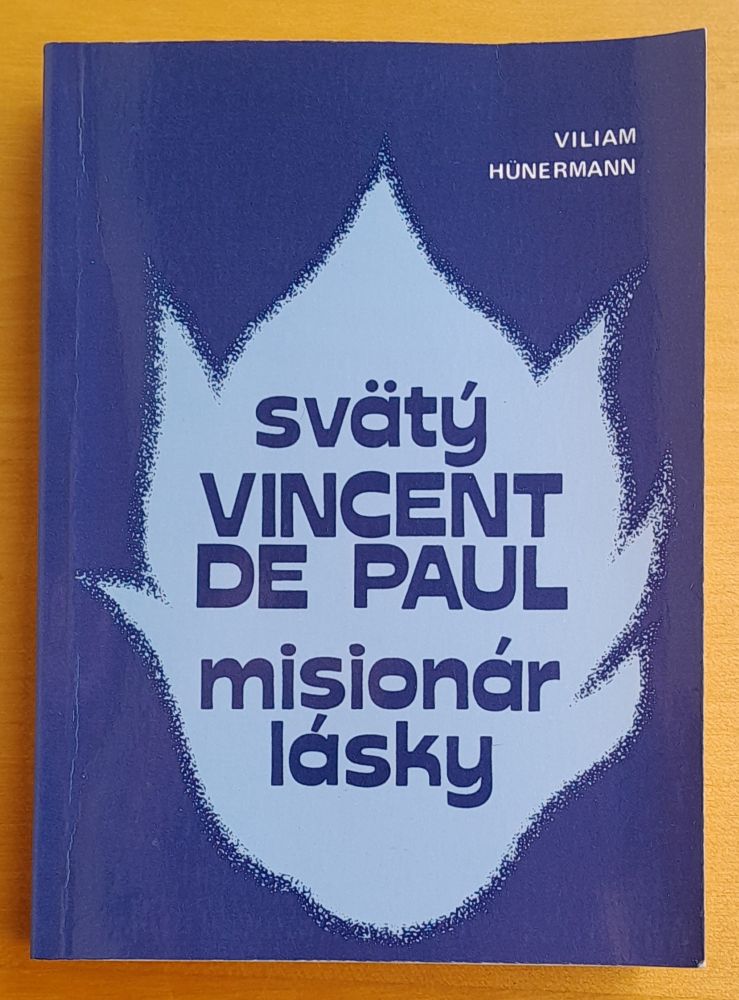 VILIAM
HÜNERMANN
svätý
VINCENT
DE PAUL
misionár
lásky